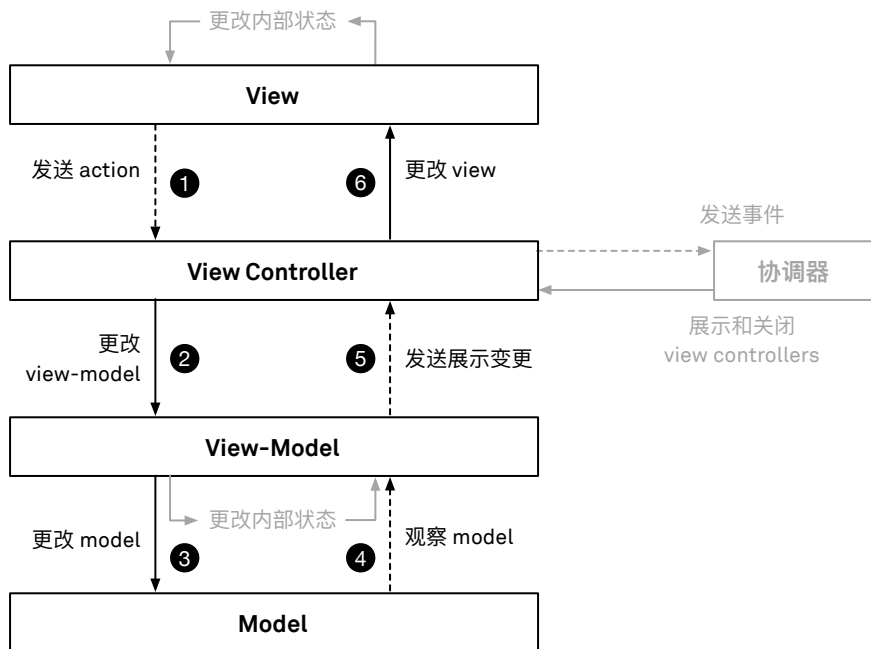 更改内部状态
View
发送 action
1
6
更改 view
发送事件
View Controller
协调器
更改
view-model
2
5
发送展示变更
展示和关闭
view controllers
View-Model
更改内部状态
更改 model
3
4
观察 model
Model